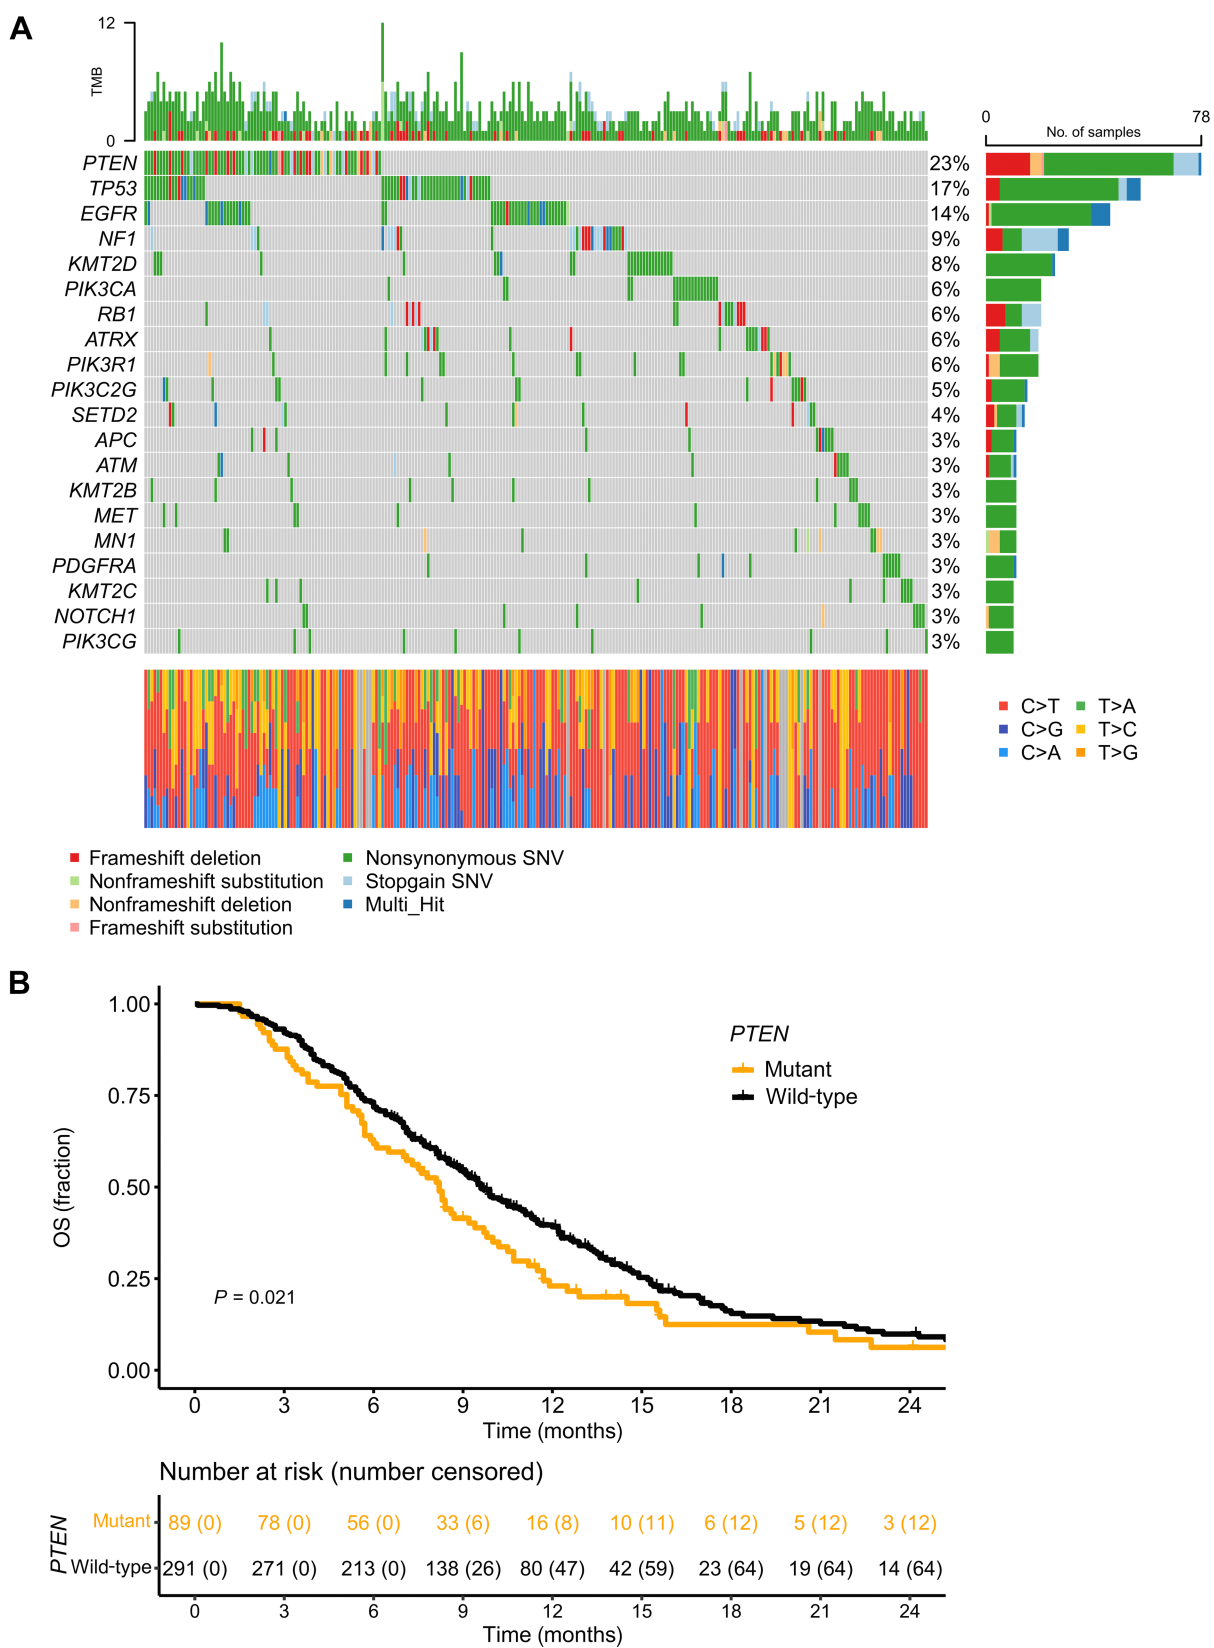 A
12
TMB
0
0
78
No. of samples
PTEN 23%
TP53 17%
EGFR 14%
NF1 9%
KMT2D 8%
PIK3CA 6%
RB1 6%
ATRX 6%
PIK3R1 6%
PIK3C2G 5%
SETD2 4%
APC 3%
ATM 3%
KMT2B 3%
MET 3%
MN1 3%
PDGFRA 3%
KMT2C 3%
NOTCH1 3%
PIK3CG 3%
C>T T>A
C>G T>C
C>A T>G
Frameshift deletion Nonsynonymous SNV
Nonframeshift substitution Stopgain SNV
Nonframeshift deletion Multi_Hit
Frameshift substitution
B
1.00
0.75
0.50
0.25
0.00
OS (fraction)
PTEN
Mutant
Wild-type
P = 0.021
0 3 6 9 12 15 18 21 24
Time (months)
Number at risk (number censored)
PTEN
Mutant 89 (0) 78 (0) 56 (0) 33 (6) 16 (8) 10 (11) 6 (12) 5 (12) 3 (12)
Wild-type 291 (0) 271 (0) 213 (0) 138 (26) 80 (47) 42 (59) 23 (64) 19 (64) 14 (64)
0 3 6 9 12 15 18 21 24
Time (months)